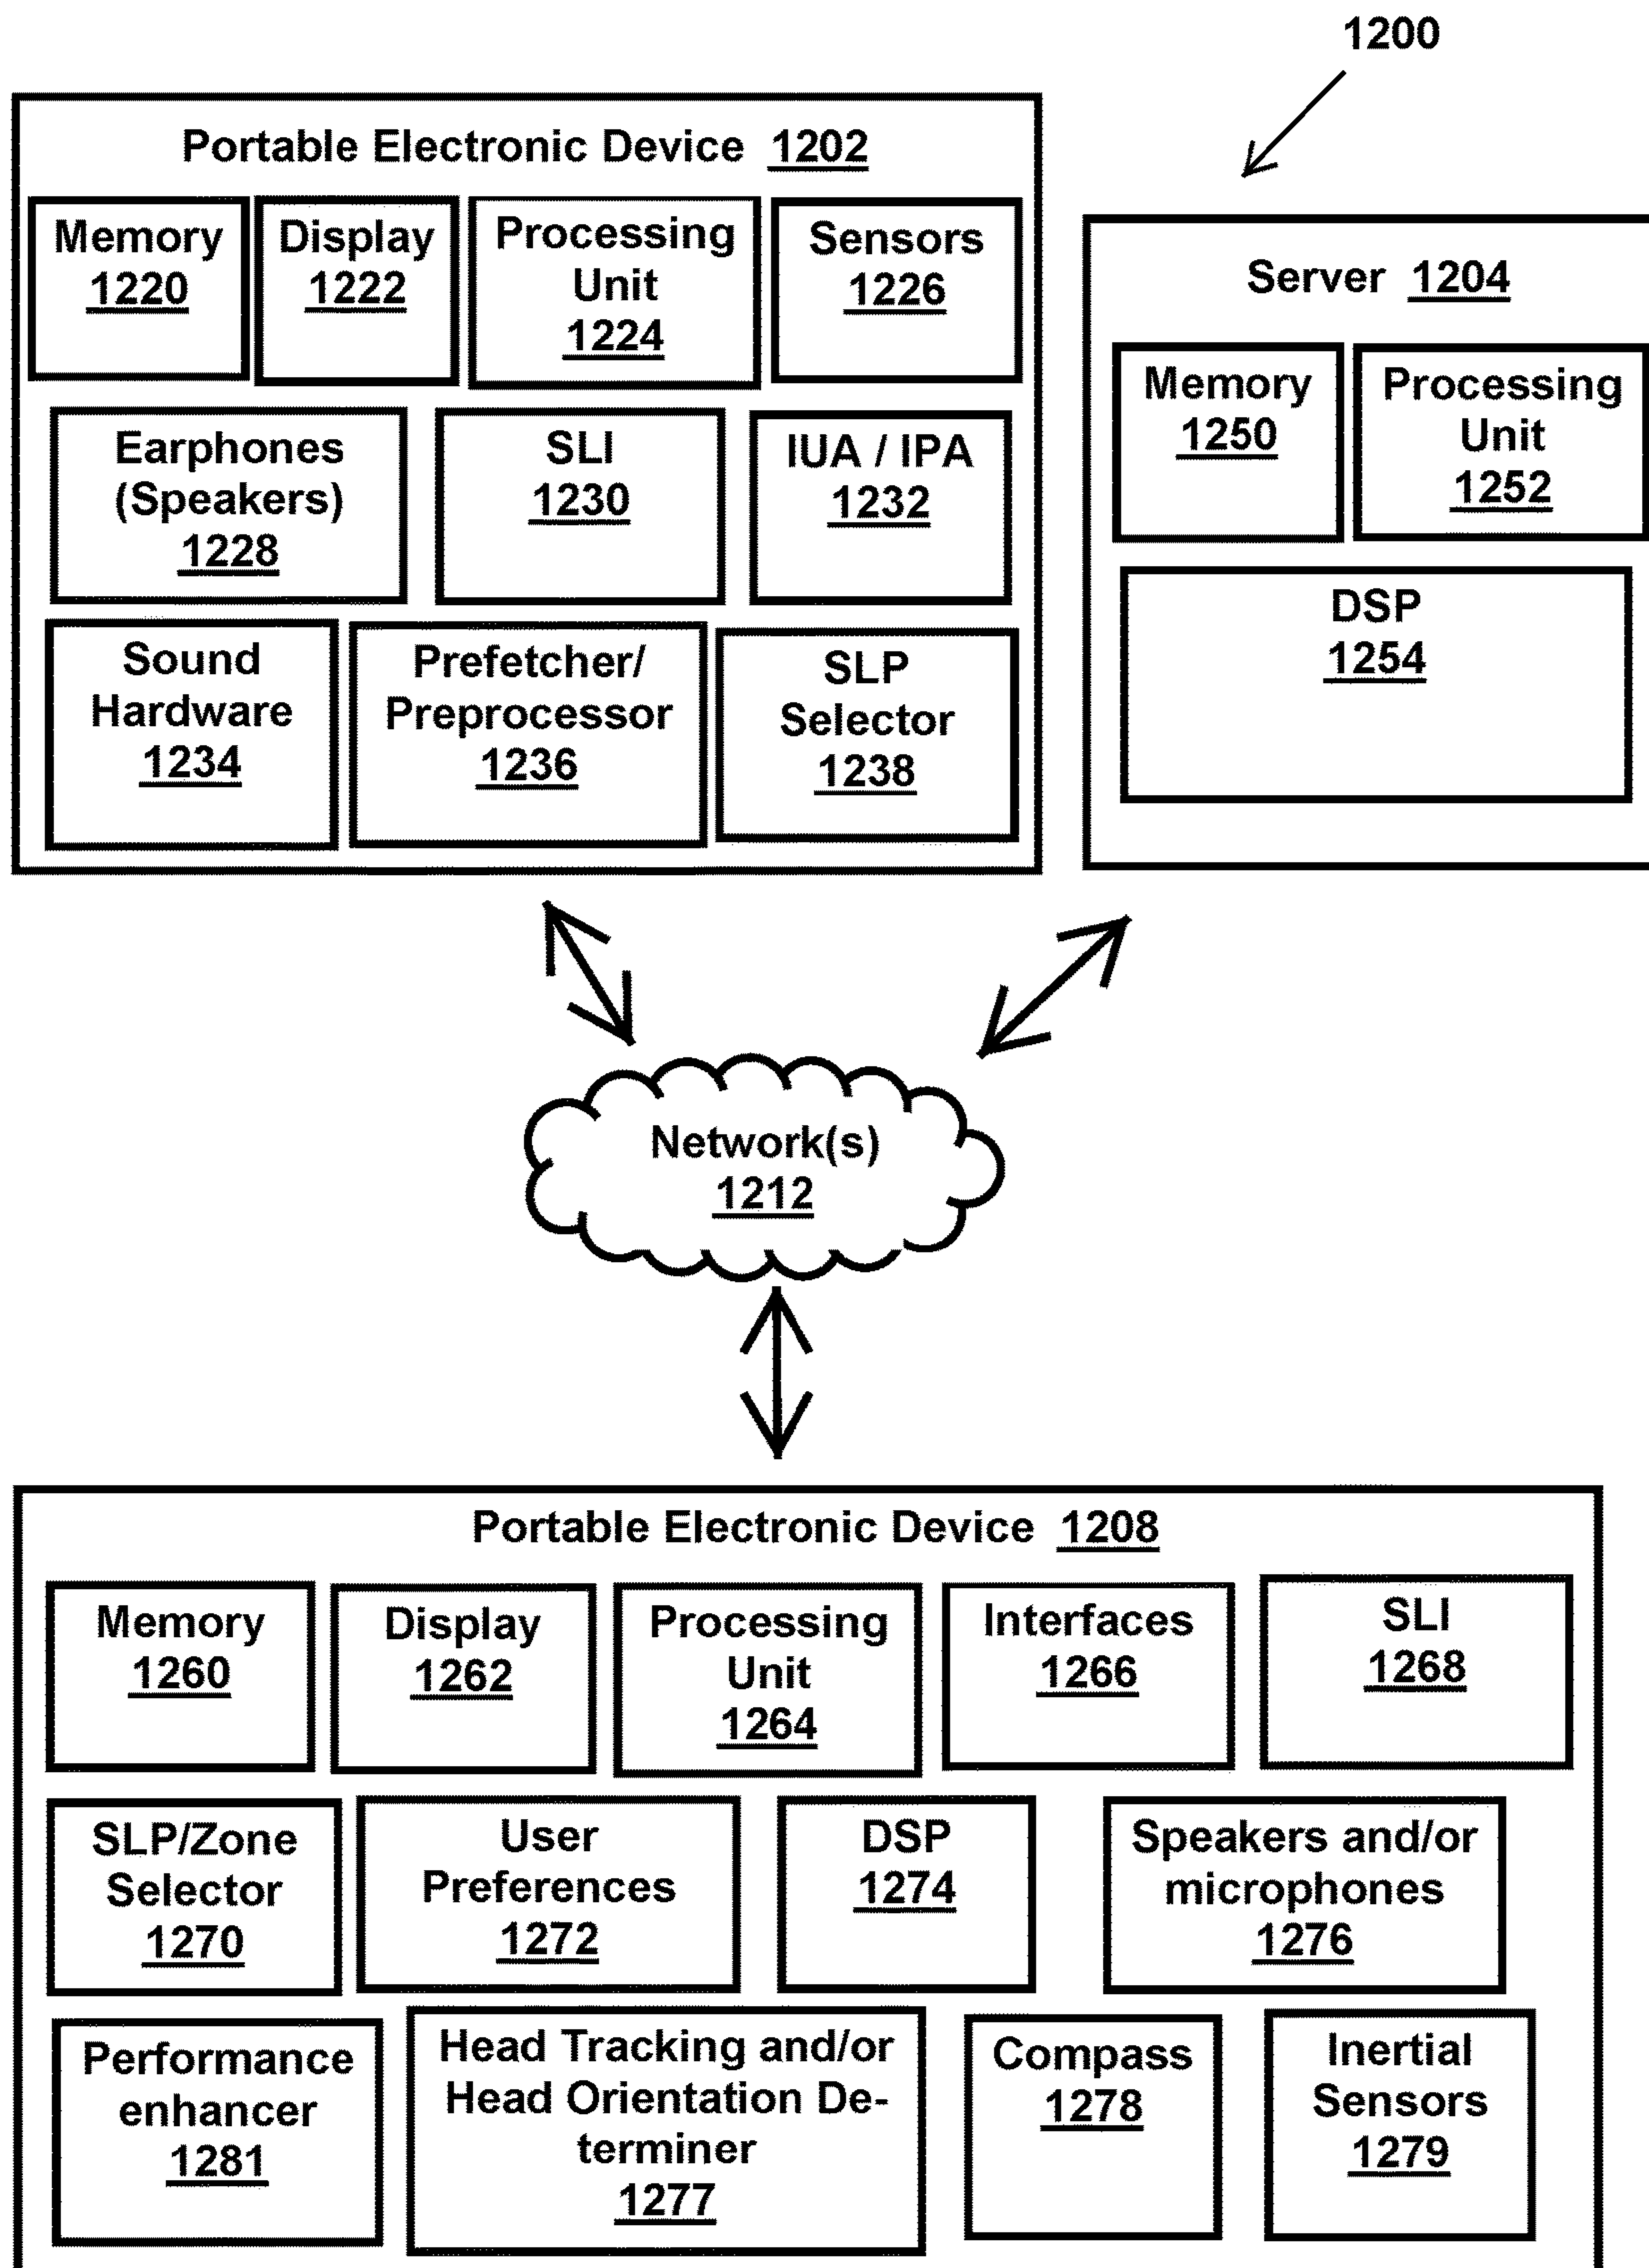 1200
Portable Electronic Device 1202
Memory
1220
Display
1222
Processing
Unit
1224
Sensors
1226
Earphones
(Speakers)
1228
SLI
1230
IUA / IPA
1232
Sound
Hardware
1234
Prefetcher/
Preprocessor
1236
SLP
Selector
1238
Server 1204
Memory
1250
Processing
Unit
1252
DSP
1254
Network(s)
1212
Portable Electronic Device 1208
Memory
1260
Display
1262
Processing
Unit
1264
Interfaces
1266
SLI
1268
SLP/Zone
Selector
1270
User
Preferences
1272
DSP
1274
Speakers and/or
microphones
1276
Performance
enhancer
1281
Head Tracking and/or
Head Orientation De-
terminer
1277
Compass
1278
Inertial
Sensors
1279